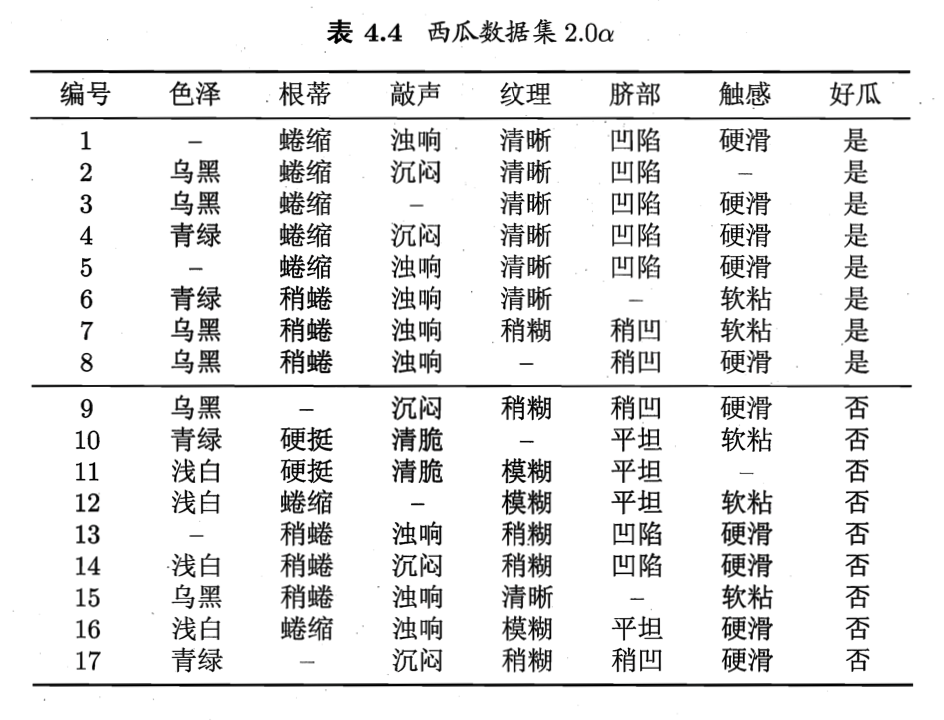 表 4.4 西瓜数据集 2.0α
编号 色泽 根蒂 敲声 纹理 脐部 触感 好瓜
1 – 蜷缩 浊响 清晰 凹陷 硬滑 是
2 乌黑 蜷缩 沉闷 清晰 凹陷 – 是
3 乌黑 蜷缩 – 清晰 凹陷 硬滑 是
4 青绿 蜷缩 沉闷 清晰 凹陷 硬滑 是
5 – 蜷缩 浊响 清晰 凹陷 硬滑 是
6 青绿 稍蜷 浊响 清晰 – 软粘 是
7 乌黑 稍蜷 浊响 稍糊 稍凹 软粘 是
8 乌黑 稍蜷 浊响 – 稍凹 硬滑 是
9 乌黑 – 沉闷 稍糊 稍凹 硬滑 否
10 青绿 硬挺 清脆 – 平坦 软粘 否
11 浅白 硬挺 清脆 模糊 平坦 – 否
12 浅白 蜷缩 – 模糊 平坦 软粘 否
13 – 稍蜷 浊响 稍糊 凹陷 硬滑 否
14 浅白 稍蜷 沉闷 稍糊 凹陷 硬滑 否
15 乌黑 稍蜷 浊响 清晰 – 软粘 否
16 浅白 蜷缩 浊响 模糊 平坦 硬滑 否
17 青绿 – 沉闷 稍糊 稍凹 硬滑 否